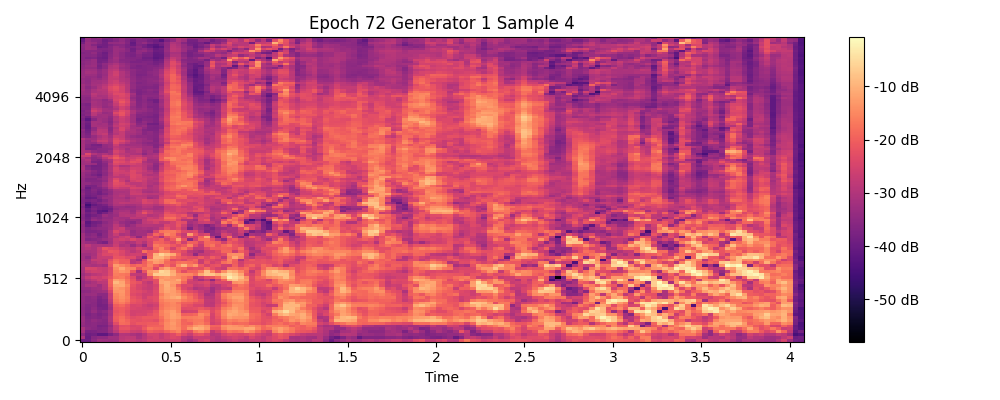 Epoch 72 Generator 1 Sample 4
Hz
4096
2048
1024
512
0
0 0.5 1 1.5 2 2.5 3 3.5 4
Time
-10 dB
-20 dB
-30 dB
-40 dB
-50 dB